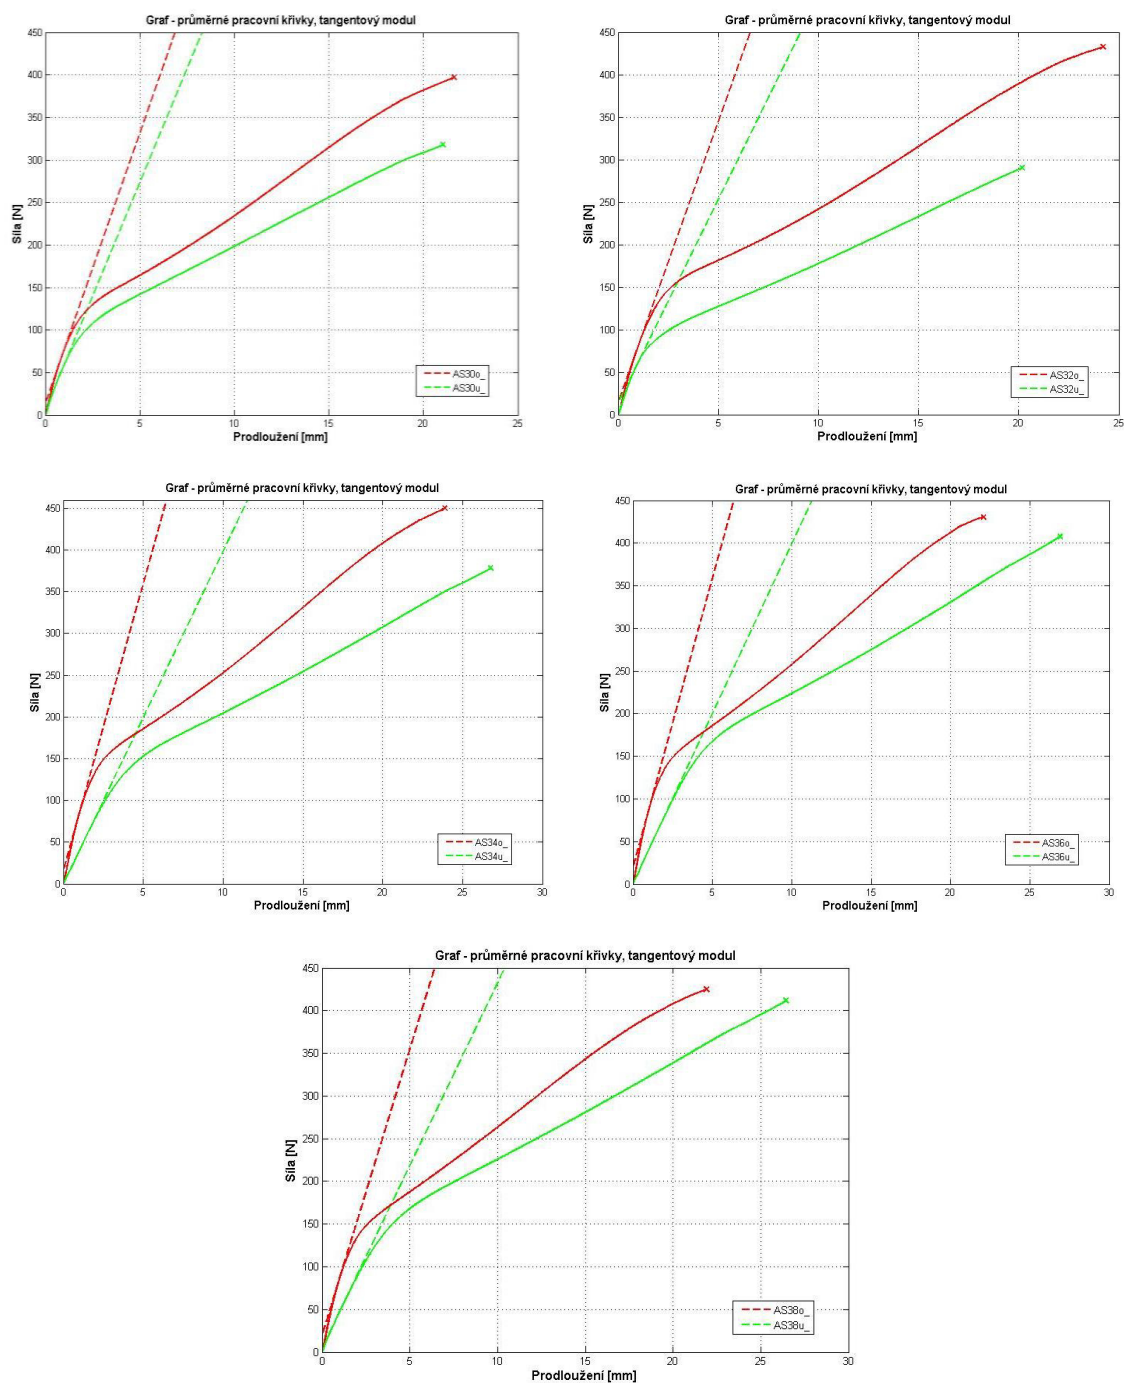 Graf - průměrné pracovní křivky, tangentový modul
450
400
350
300
250
200
150
100
50
0
Síla [N]
AS30o_
AS30u_
0 5 10 15 20 25
Prodloužení [mm]
Graf - průměrné pracovní křivky, tangentový modul
450
400
350
300
250
200
150
100
50
0
Síla [N]
AS32o_
AS32u_
0 5 10 15 20 25
Prodloužení [mm]
Graf - průměrné pracovní křivky, tangentový modul
450
400
350
300
250
200
150
100
50
0
Síla [N]
AS34o_
AS34u_
0 5 10 15 20 25 30
Prodloužení [mm]
Graf - průměrné pracovní křivky, tangentový modul
450
400
350
300
250
200
150
100
50
0
Síla [N]
AS36o_
AS36u_
0 5 10 15 20 25 30
Prodloužení [mm]
Graf - průměrné pracovní křivky, tangentový modul
450
400
350
300
250
200
150
100
50
0
Síla [N]
AS38o_
AS38u_
0 5 10 15 20 25 30
Prodloužení [mm]